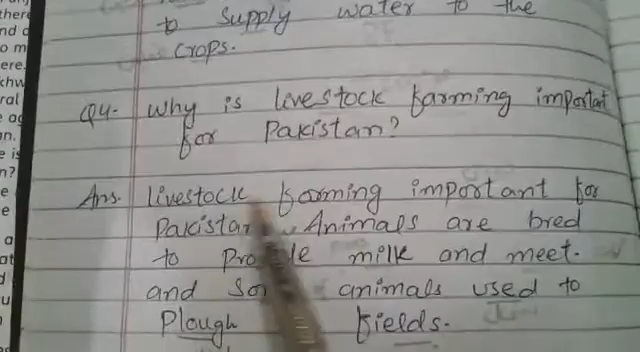 to supply water to the
crops.
Q4. Why is livestock farming important
for Pakistan?
Ans. livestock farming important for
Pakistan Animals are bred
to milk and meet.
and animals used to
Plough fields.